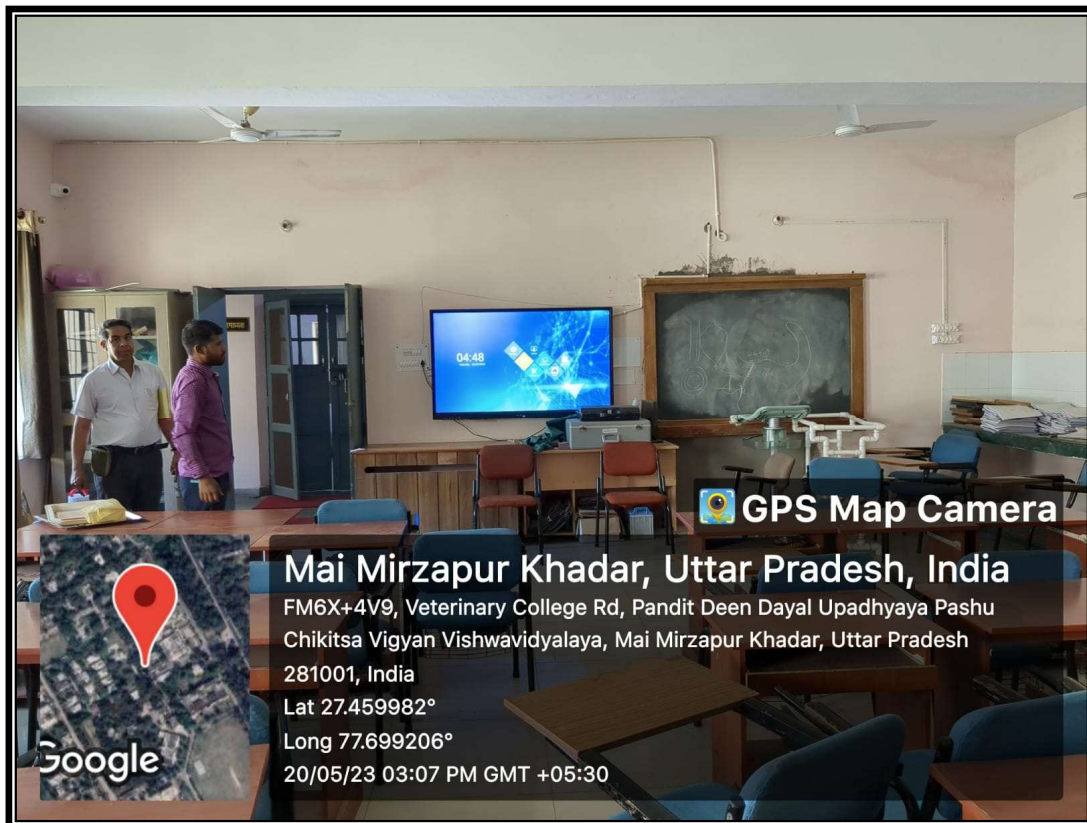 04:48
GPS Map Camera
Mai Mirzapur Khadar, Uttar Pradesh, India
FM6X+4V9, Veterinary College Rd, Pandit Deen Dayal Upadhyaya Pashu
Chikitsa Vigyan Vishwavidyalaya, Mai Mirzapur Khadar, Uttar Pradesh
281001, India
Lat 27.459982°
Long 77.699206°
20/05/23 03:07 PM GMT +05:30
Google